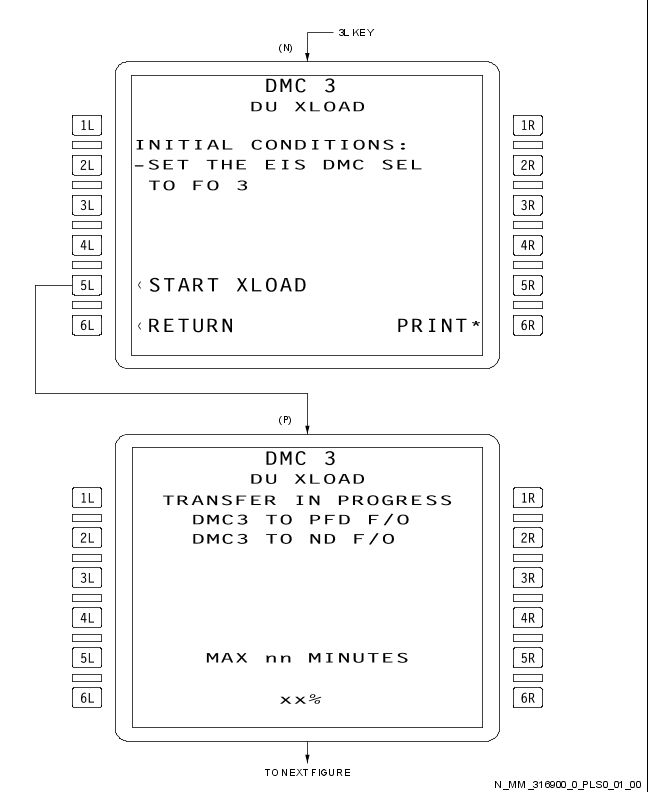 3L KEY
(N)
DMC 3
DU XLOAD
1L 1R
INITIAL CONDITIONS:
2L -SET THE EIS DMC SEL 2R
TO FO 3
3L 3R
4L 4R
5L <START XLOAD 5R
6L <RETURN PRINT* 6R
(P)
DMC 3
DU XLOAD
1L TRANSFER IN PROGRESS 1R
DMC3 TO PFD F/O
2L DMC3 TO ND F/O 2R
3L 3R
4L 4R
5L MAX nn MINUTES 5R
6L xx% 6R
TO NEXT FIGURE
N_MM_316900_0_PLS0_01_00